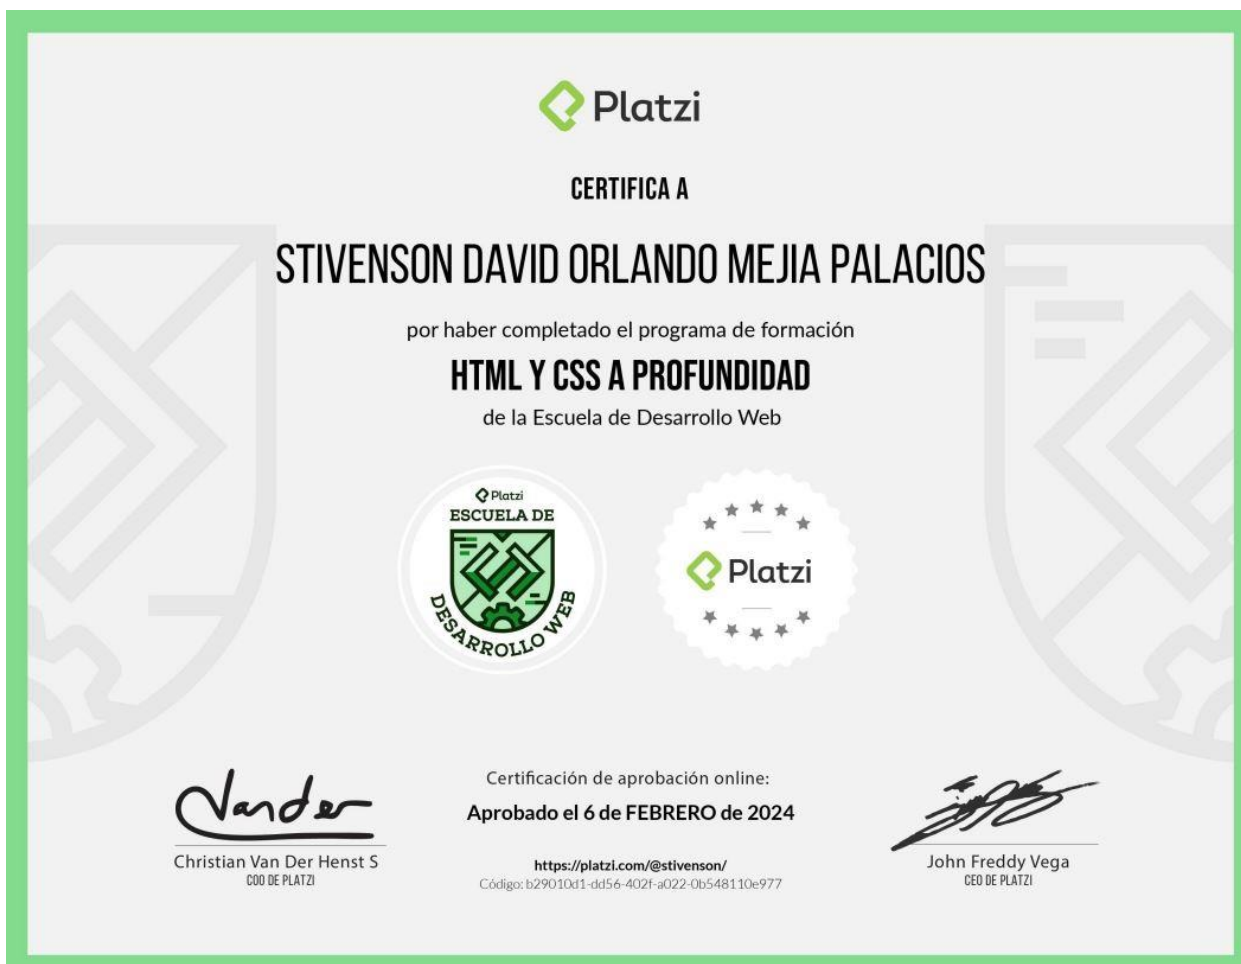 Platzi
CERTIFICA A
STIVENSON DAVID ORLANDO MEJIA PALACIOS
por haber completado el programa de formación
HTML Y CSS A PROFUNDIDAD
de la Escuela de Desarrollo Web
Platzi
ESCUELA DE
DESARROLLO WEB
Platzi
Vander
Certificación de aprobación online:
Aprobado el 6 de FEBRERO de 2024
Christian Van Der Henst S
COO DE PLATZI
https://platzi.com/@stivenson/
Código: b29010d1-dd56-402f-a022-0b548110e977
John Freddy Vega
CEO DE PLATZI